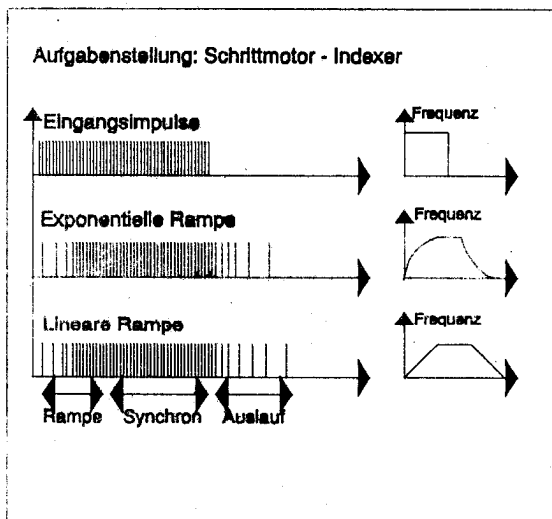 Aufgabenstellung: Schrittmotor - Indexer
Eingangsimpulse
Frequenz
Exponentielle Rampe
Frequenz
Lineare Rampe
Frequenz
Rampe Synchron Auslauf